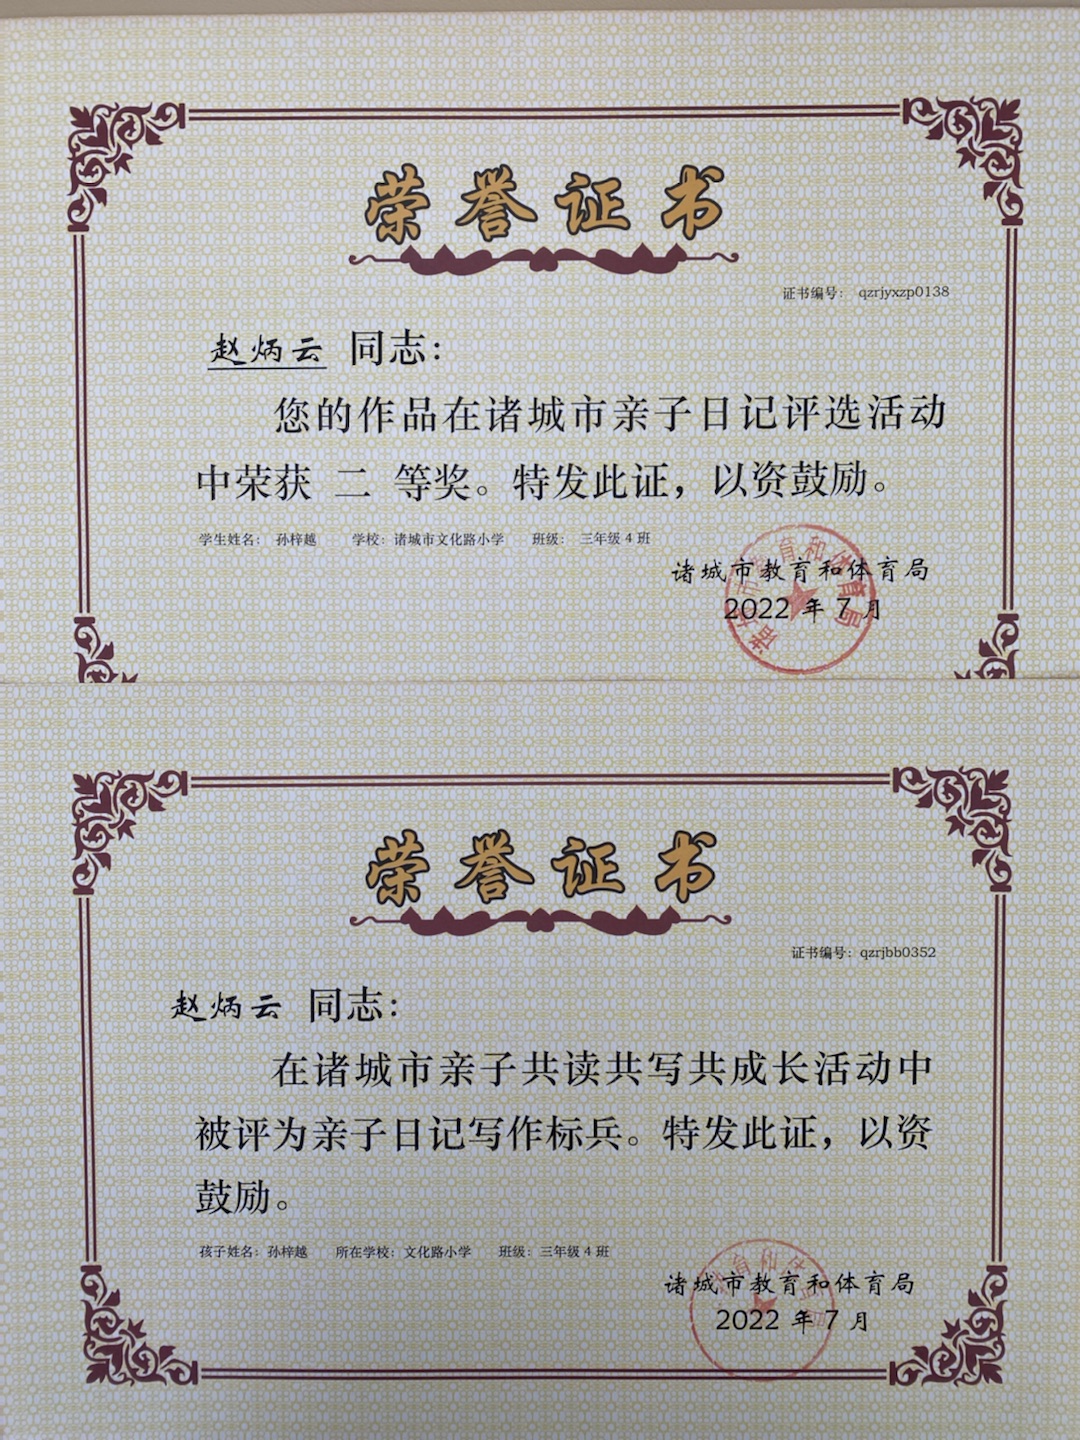 荣誉证书
证书编号： qzrjyxzp0138
赵炳云 同志：
您的作品在诸城市亲子日记评选活动
中荣获 二 等奖。特发此证，以资鼓励。
学生姓名： 孙梓越 学校：诸城市文化路小学 班级： 三年级 4 班
诸城市教育和体育局
2022 年 7 月
荣誉证书
证书编号：qzrjbb0352
赵炳云 同志：
在诸城市亲子共读共写共成长活动中
被评为亲子日记写作标兵。特发此证，以资
鼓励。
孩子姓名：孙梓越 所在学校：文化路小学 班级：三年级 4 班
诸城市教育和体育局
2022 年 7 月